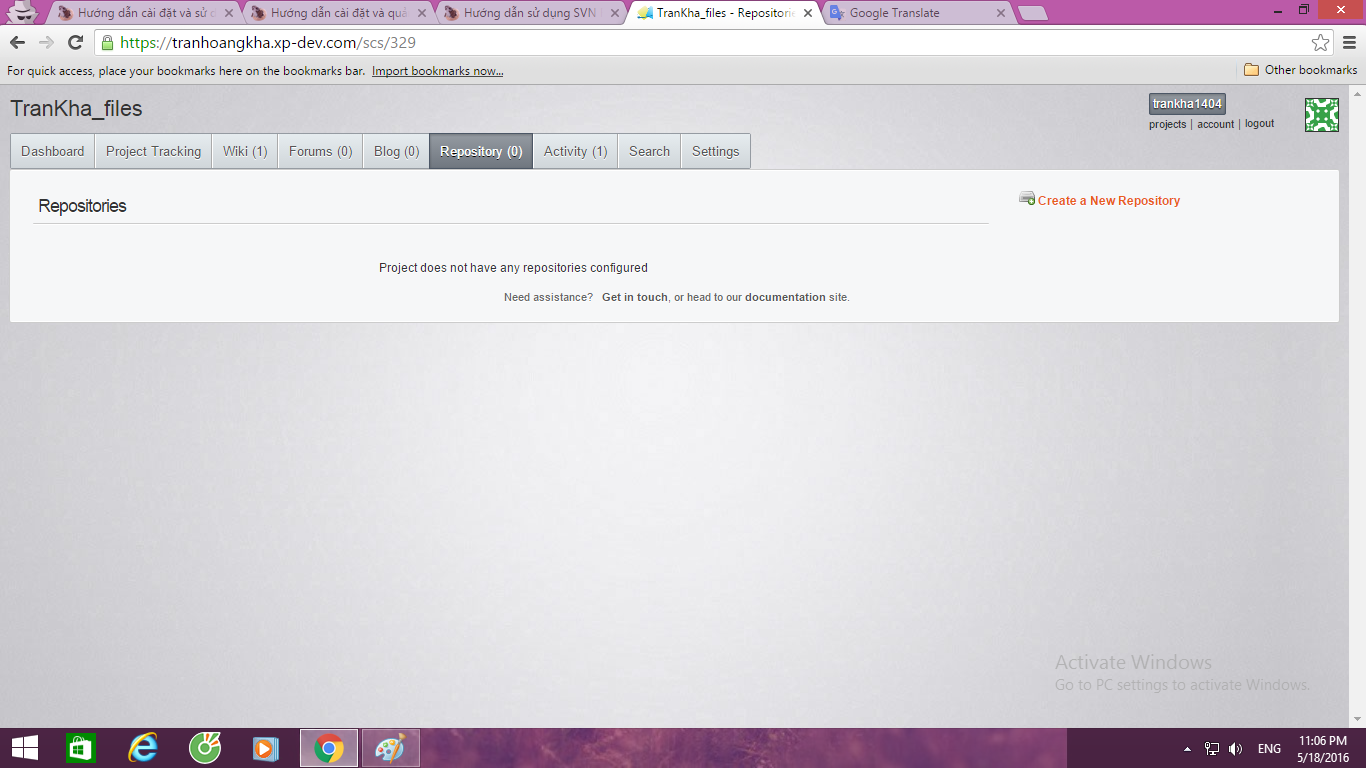 Hướng dẫn cài đặt và sử d
Hướng dẫn cài đặt và quả
Hướng dẫn sử dụng SVN
TranKha_files - Repositorie
Google Translate
https://tranhoangkha.xp-dev.com/scs/329
For quick access, place your bookmarks here on the bookmarks bar. Import bookmarks now...
Other bookmarks
TranKha_files
trankha1404
projects | account | logout
Dashboard
Project Tracking
Wiki (1)
Forums (0)
Blog (0)
Repository (0)
Activity (1)
Search
Settings
Repositories
Create a New Repository
Project does not have any repositories configured
Need assistance? Get in touch, or head to our documentation site.
Activate Windows
Go to PC settings to activate Windows.
ENG
11:06 PM
5/18/2016